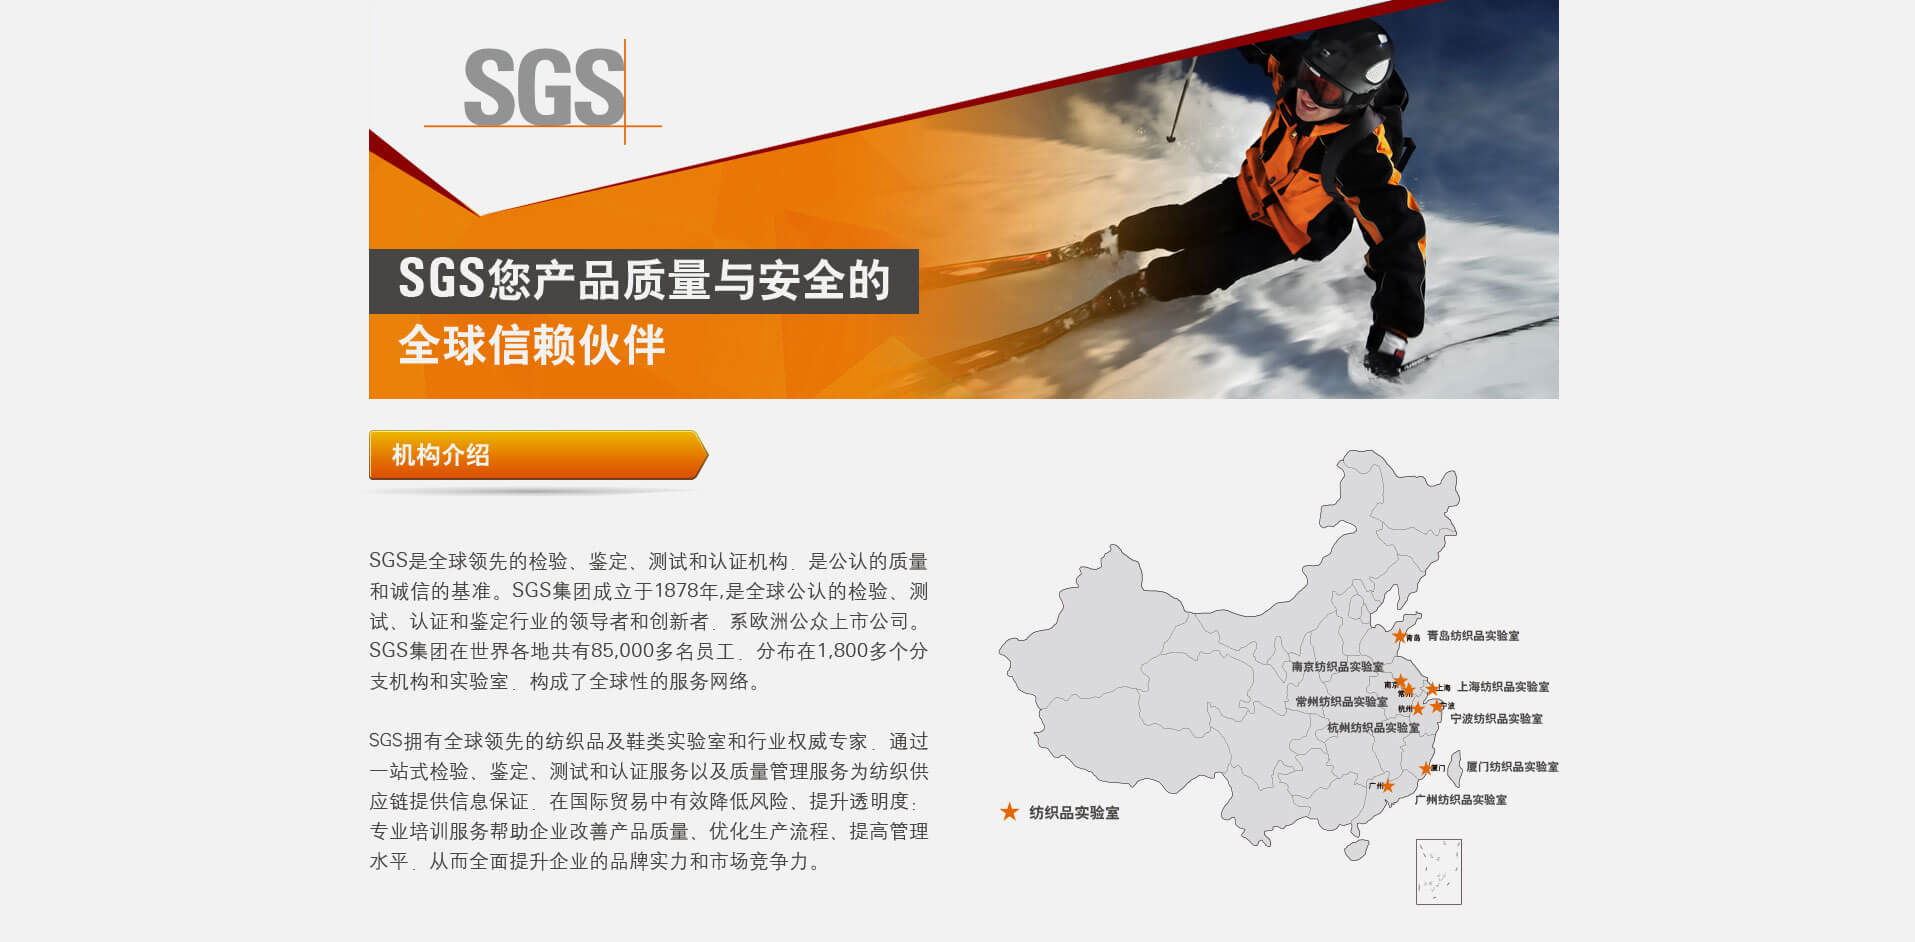 SGS
SGS您产品质量与安全的
全球信赖伙伴
机构介绍
SGS是全球领先的检验、鉴定、测试和认证机构，是公认的质量
和诚信的基准。SGS集团成立于1878年,是全球公认的检验、测
试、认证和鉴定行业的领导者和创新者，系欧洲公众上市公司。
SGS集团在世界各地共有85,000多名员工，分布在1,800多个分
支机构和实验室，构成了全球性的服务网络。
SGS拥有全球领先的纺织品及鞋类实验室和行业权威专家，通过
一站式检验、鉴定、测试和认证服务以及质量管理服务为纺织供
应链提供信息保证，在国际贸易中有效降低风险、提升透明度；
专业培训服务帮助企业改善产品质量、优化生产流程、提高管理
水平，从而全面提升企业的品牌实力和市场竞争力。
青岛 青岛纺织品实验室
南京纺织品实验室
南京
上海 上海纺织品实验室
常州
常州纺织品实验室
杭州
宁波
宁波纺织品实验室
杭州纺织品实验室
厦门 厦门纺织品实验室
广州
广州纺织品实验室
纺织品实验室